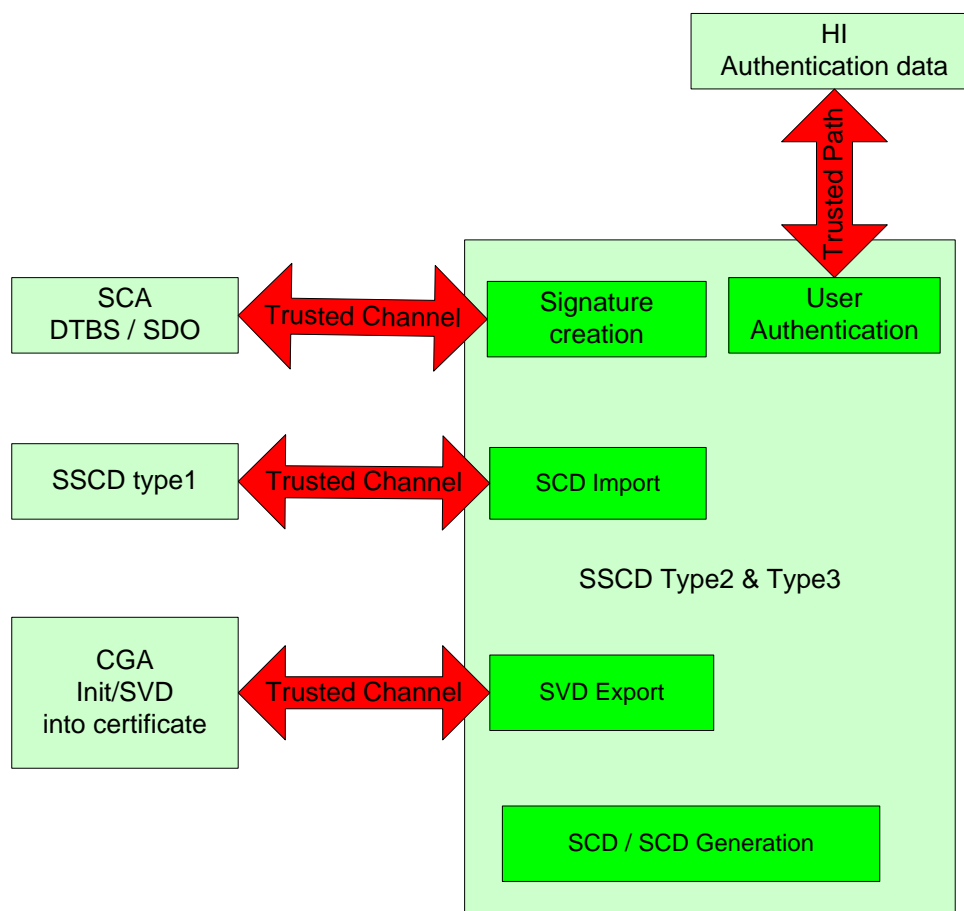 HI
Authentication data
Trusted Path
SCA
DTBS / SDO
Trusted Channel
Signature
creation
User
Authentication
SSCD type1
Trusted Channel
SCD Import
SSCD Type2 & Type3
CGA
Init/SVD
into certificate
Trusted Channel
SVD Export
SCD / SCD Generation